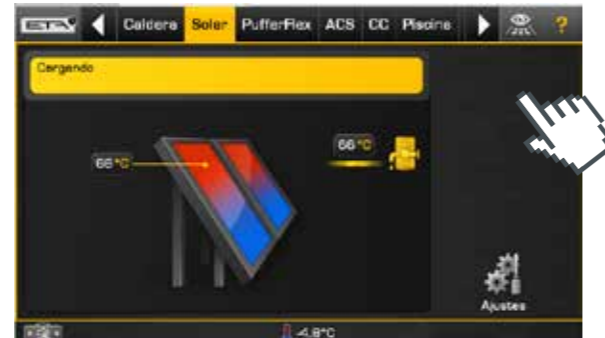 ETA Caldera Solar PufferFlex ACS CC Piscina ?
Cargando
66°C
66°C
Ajustes
-4.8°C